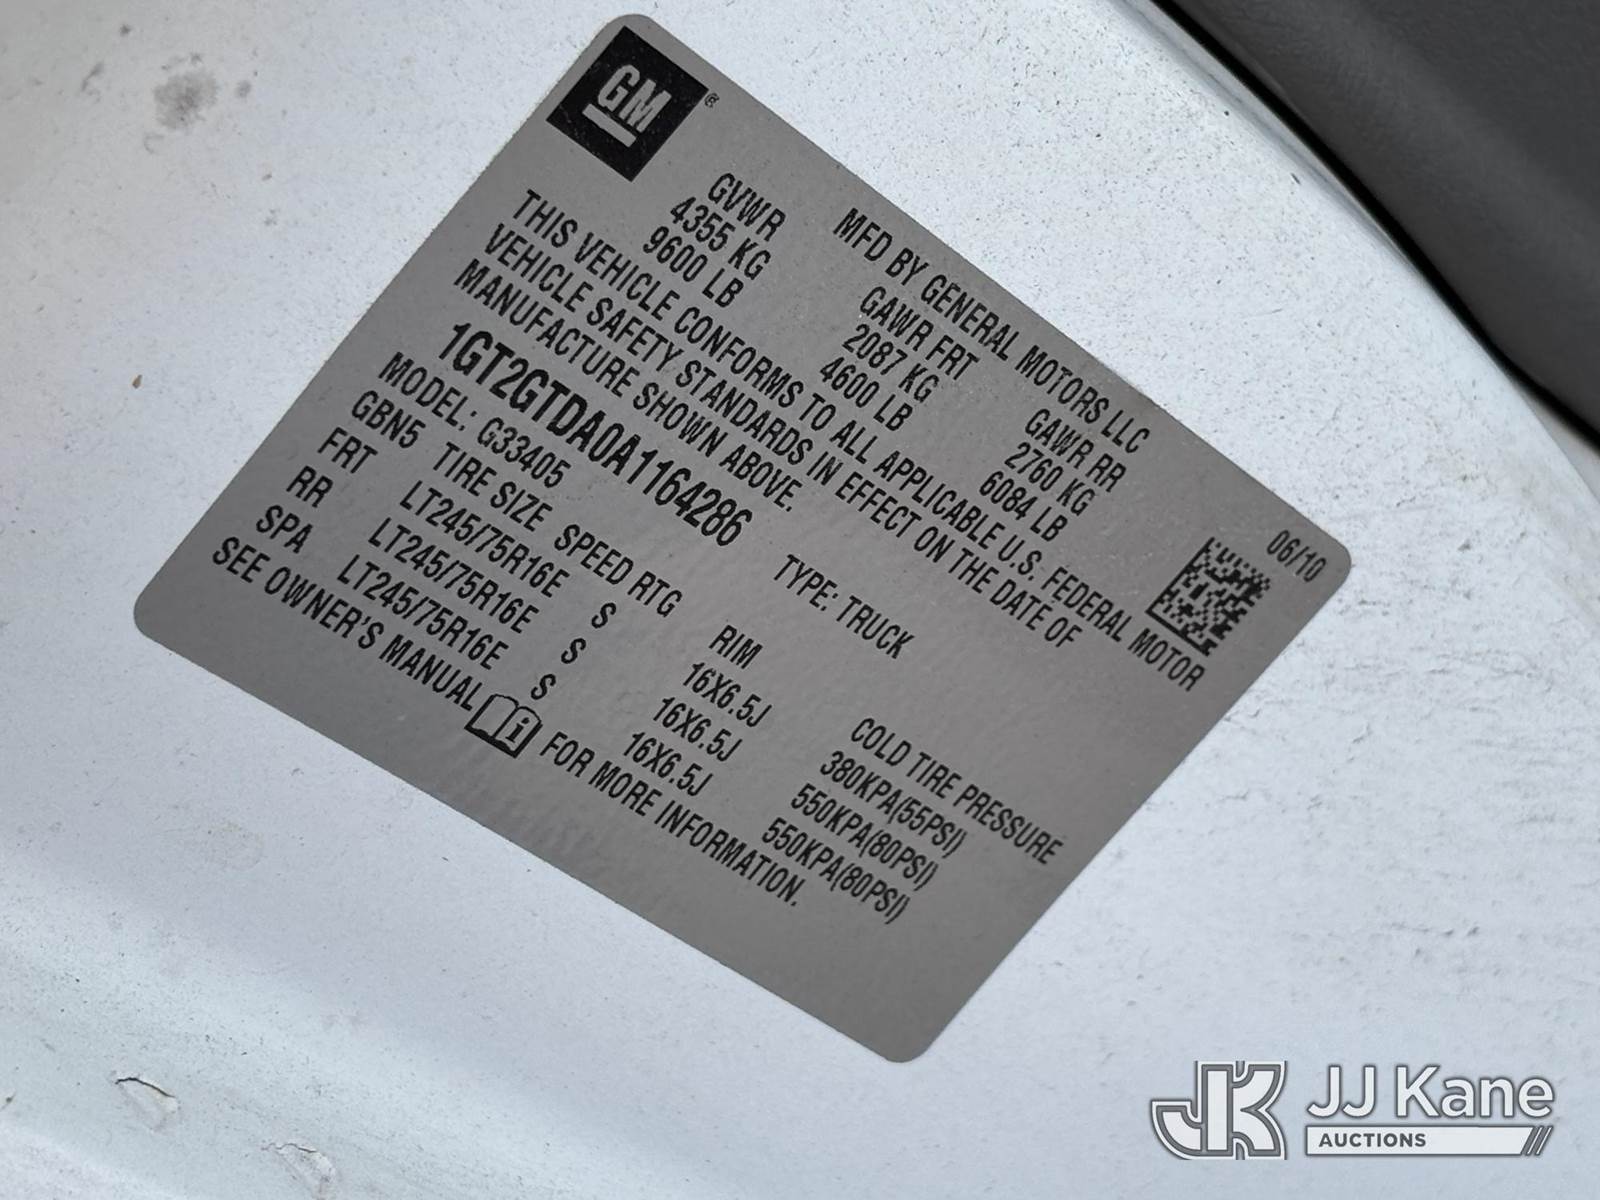 GM
MFD BY GENERAL MOTORS LLC 06/10
GVWR GAWR FRT GAWR RR
4355 KG 2087 KG 2760 KG
9600 LB 4600 LB 6084 LB
THIS VEHICLE CONFORMS TO ALL APPLICABLE U.S. FEDERAL MOTOR
VEHICLE SAFETY STANDARDS IN EFFECT ON THE DATE OF
MANUFACTURE SHOWN ABOVE.
1GT2GTDA0A1164286 TYPE: TRUCK
MODEL: G33405
GBN5 TIRE SIZE SPEED RTG RIM COLD TIRE PRESSURE
FRT LT245/75R16E S 16X6.5J 380KPA(55PSI)
RR LT245/75R16E S 16X6.5J 550KPA(80PSI)
SPA LT245/75R16E S 16X6.5J 550KPA(80PSI)
SEE OWNER'S MANUAL i FOR MORE INFORMATION.
JK JJ Kane
AUCTIONS